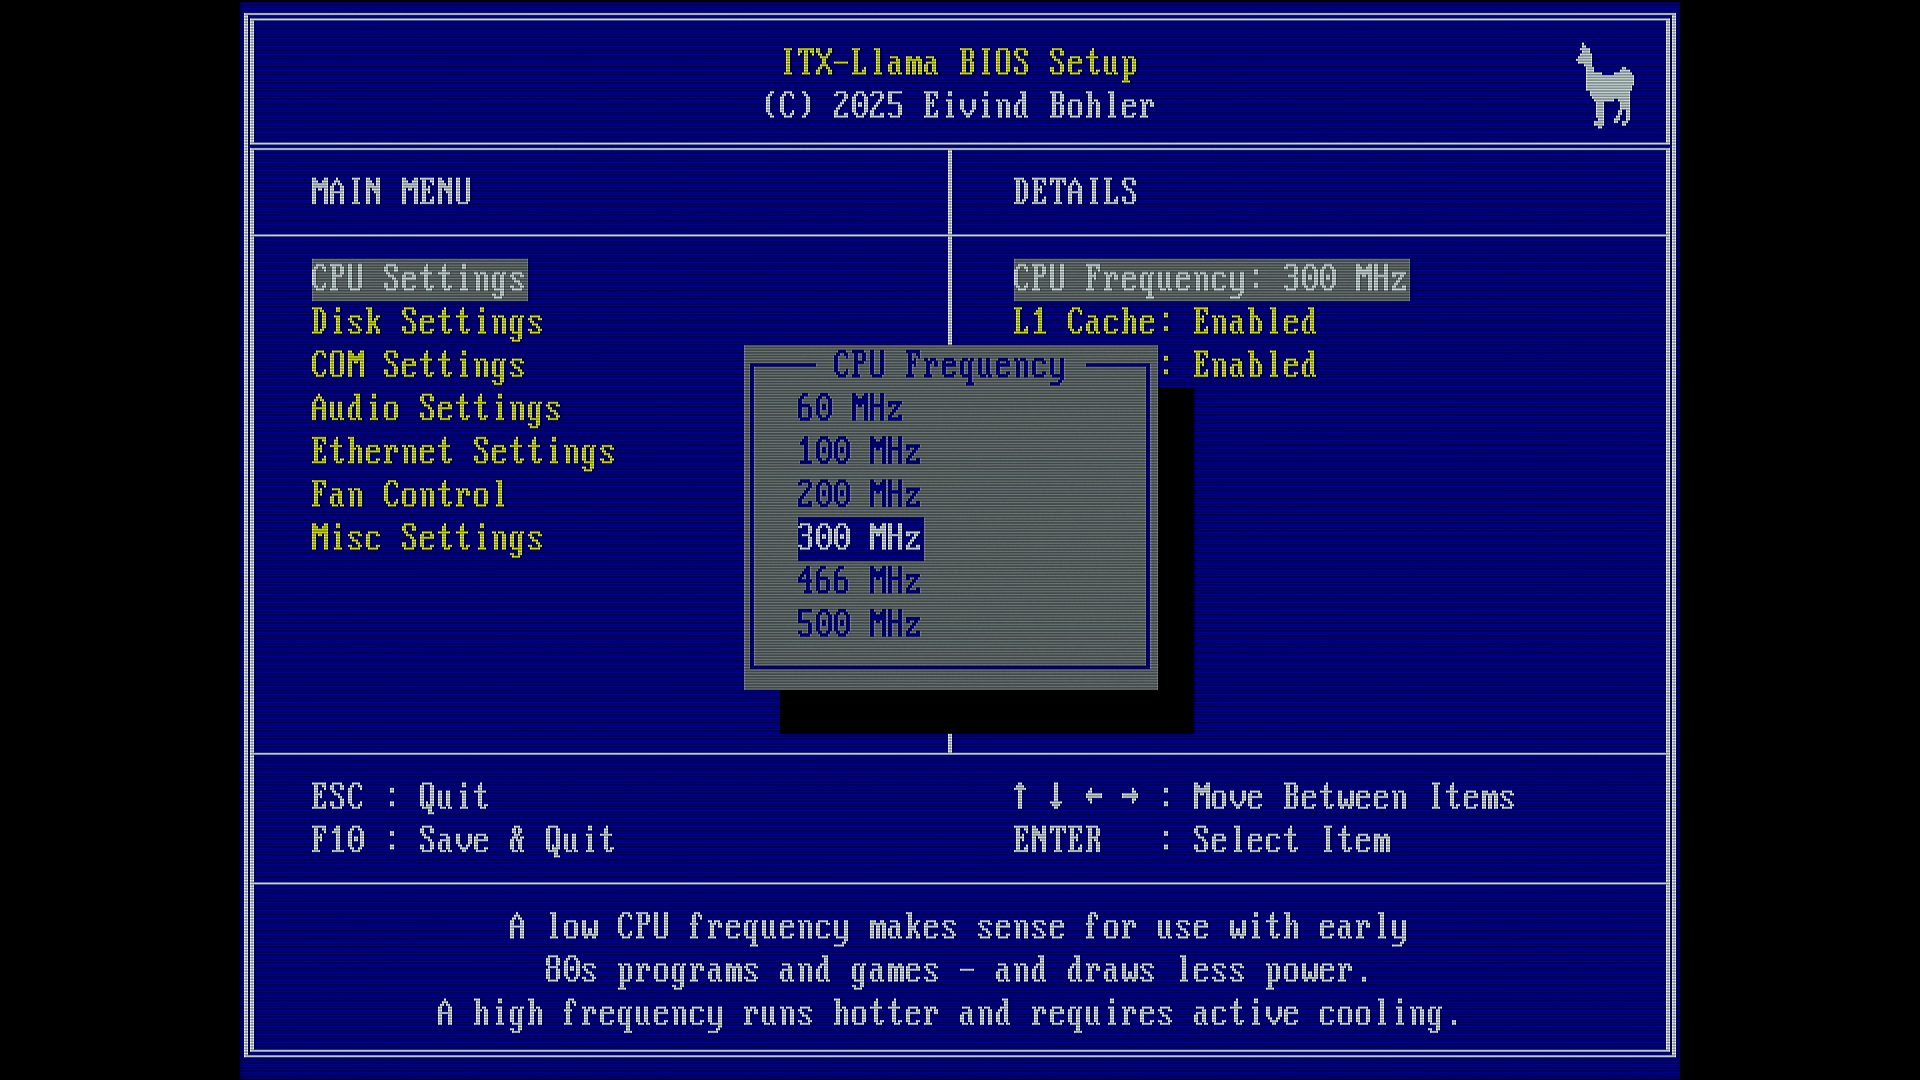 ITX-Llama BIOS Setup
(C) 2025 Eivind Bohler
MAIN MENU
DETAILS
CPU Settings
Disk Settings
COM Settings
Audio Settings
Ethernet Settings
Fan Control
Misc Settings
CPU Frequency: 300 MHz
L1 Cache: Enabled
: Enabled
CPU Frequency
60 MHz
100 MHz
200 MHz
300 MHz
466 MHz
500 MHz
ESC : Quit
F10 : Save & Quit
↑ ↓ ← → : Move Between Items
ENTER : Select Item
A low CPU frequency makes sense for use with early
80s programs and games - and draws less power.
A high frequency runs hotter and requires active cooling.